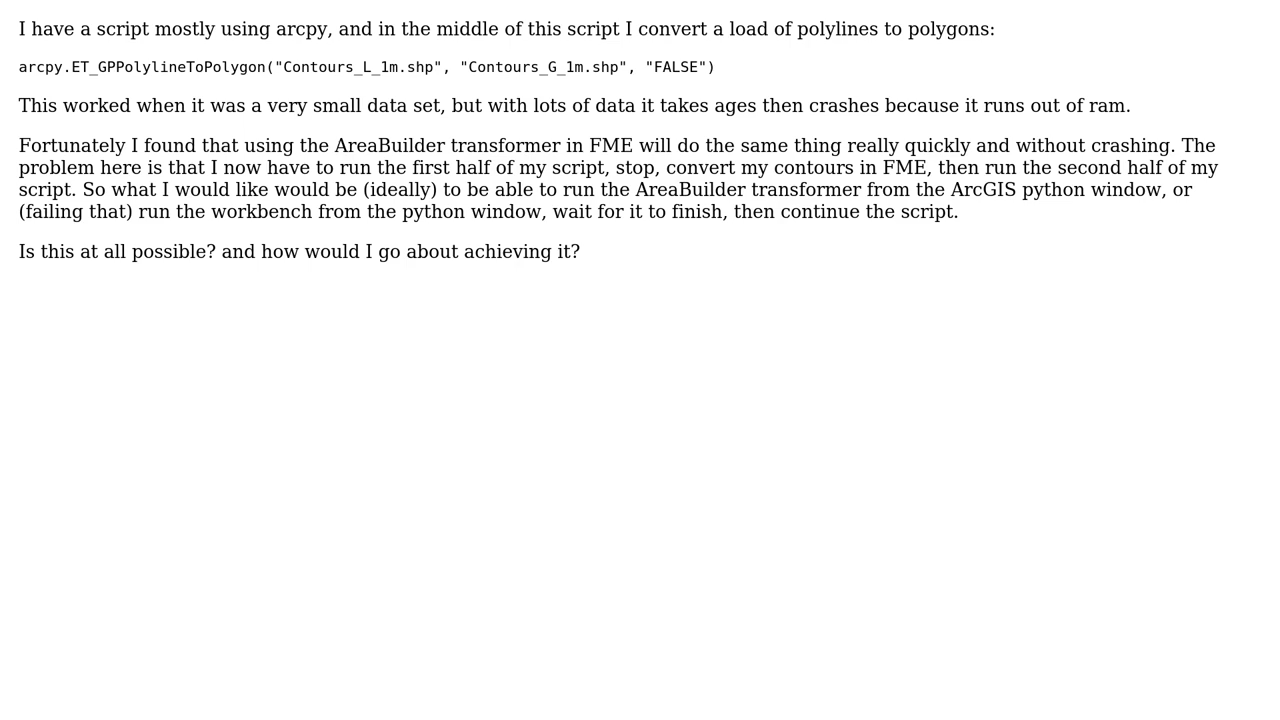 I have a script mostly using arcpy, and in the middle of this script I convert a load of polylines to polygons:
arcpy.ET_GPPolylineToPolygon("Contours_L_1m.shp", "Contours_G_1m.shp", "FALSE")
This worked when it was a very small data set, but with lots of data it takes ages then crashes because it runs out of ram.
Fortunately I found that using the AreaBuilder transformer in FME will do the same thing really quickly and without crashing. The
problem here is that I now have to run the first half of my script, stop, convert my contours in FME, then run the second half of my
script. So what I would like would be (ideally) to be able to run the AreaBuilder transformer from the ArcGIS python window, or
(failing that) run the workbench from the python window, wait for it to finish, then continue the script.
Is this at all possible? and how would I go about achieving it?